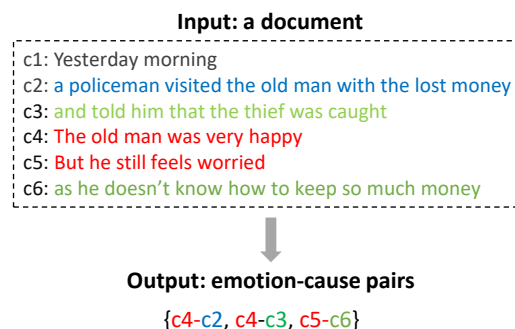 Input: a document
c1: Yesterday morning
c2: a policeman visited the old man with the lost money
c3: and told him that the thief was caught
c4: The old man was very happy
c5: But he still feels worried
c6: as he doesn’t know how to keep so much money
Output: emotion-cause pairs
{c4-c2, c4-c3, c5-c6}